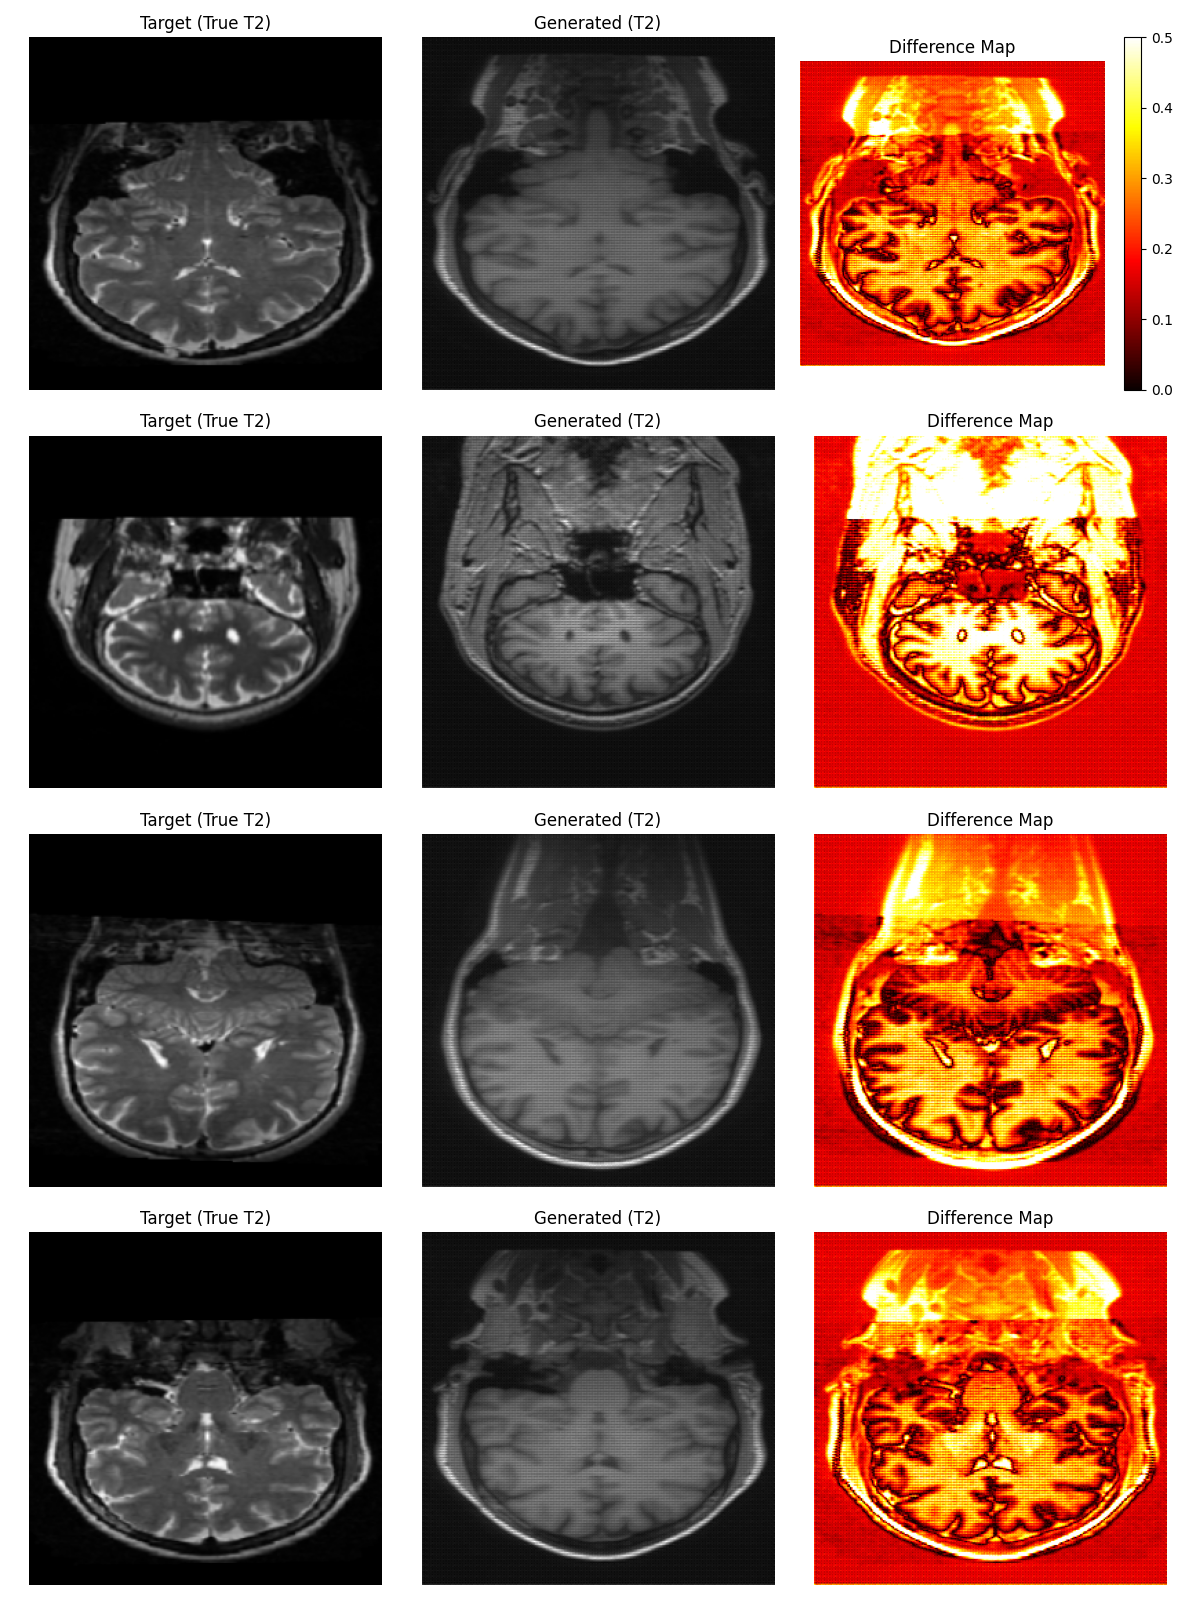 Target (True T2)
Generated (T2)
Difference Map
0.5
0.4
0.3
0.2
0.1
0.0
Target (True T2)
Generated (T2)
Difference Map
Target (True T2)
Generated (T2)
Difference Map
Target (True T2)
Generated (T2)
Difference Map